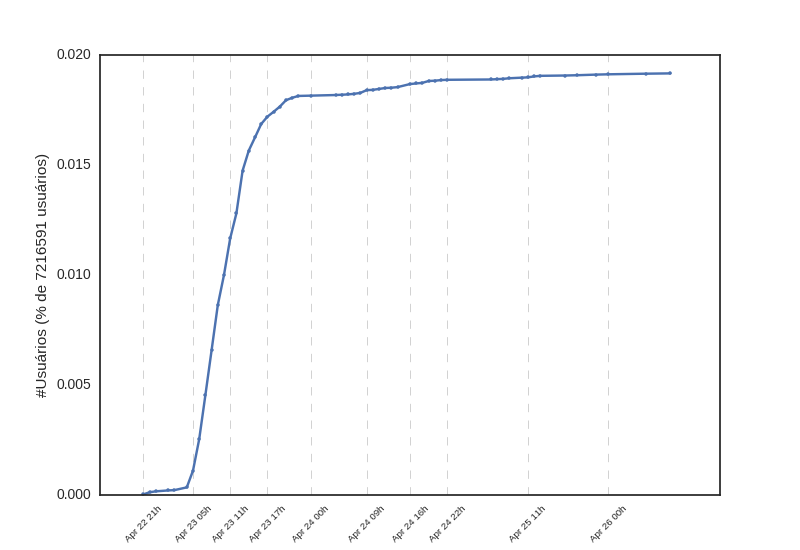 0.020
0.015
0.010
0.005
0.000
#Usuários (% de 7216591 usuários)
Apr 22 21h
Apr 23 05h
Apr 23 11h
Apr 23 17h
Apr 24 00h
Apr 24 09h
Apr 24 16h
Apr 24 22h
Apr 25 11h
Apr 26 00h